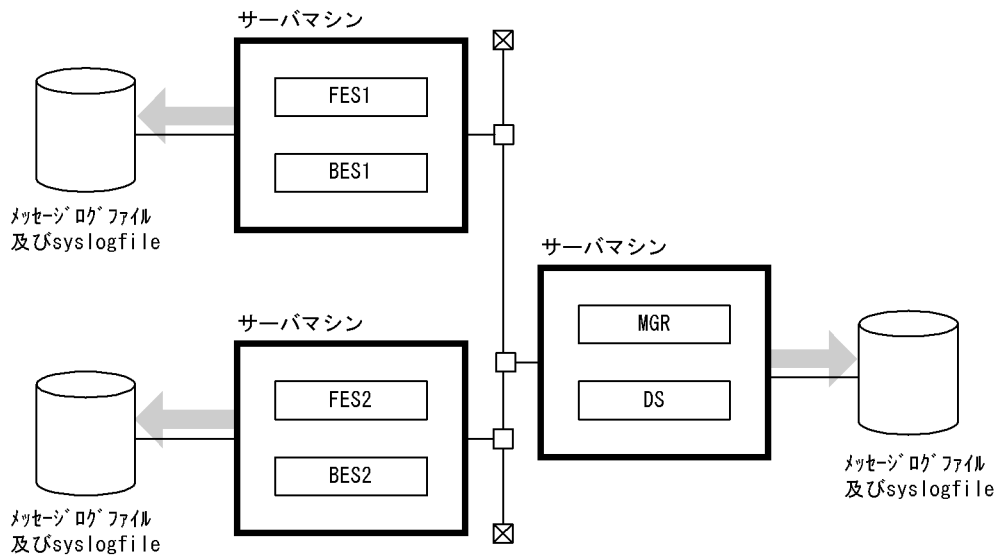 サーバマシン
FES1
BES1
ﾒｯｾｰｼﾞﾛｸﾞﾌｧｲﾙ
及びsyslogfile
サーバマシン
MGR
DS
ﾒｯｾｰｼﾞﾛｸﾞﾌｧｲﾙ
及びsyslogfile
サーバマシン
FES2
BES2
ﾒｯｾｰｼﾞﾛｸﾞﾌｧｲﾙ
及びsyslogfile